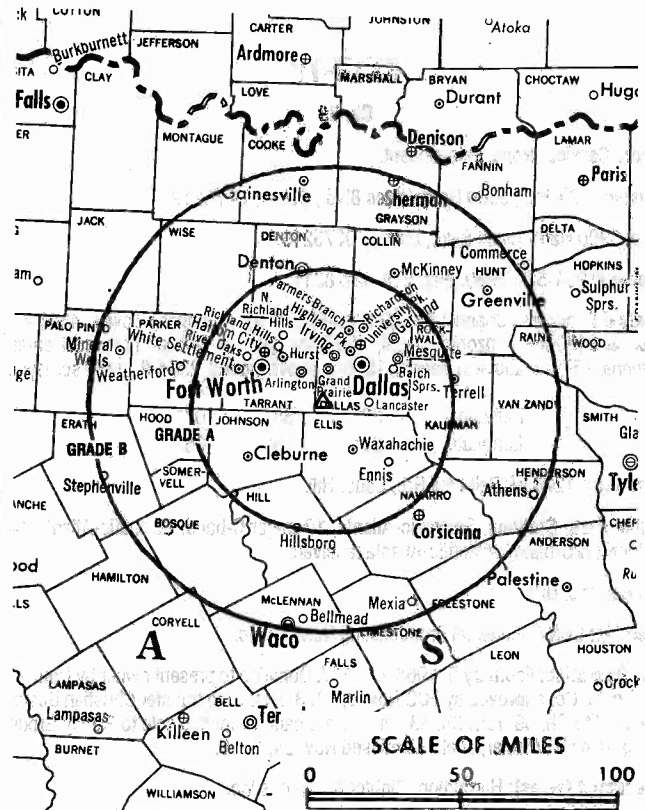 COTTON
CARTER
JOHNSTON
Atoka
Burkburnett
JEFFERSON
Ardmore
CLAY
MARSHALL
BRYAN
CHOCTAW
Falls
LOVE
Durant
Hugo
MONTAGUE
COOKE
Denison
LAMAR
FANNIN
Paris
Gainesville
Sherman
Bonham
GRAYSON
JACK
WISE
DENTON
COLLIN
DELTA
Commerce
HOPKINS
Denton
McKinney
HUNT
Sulphur
Sprs.
Greenville
Farmers Branch
Richardson
N.
Richland
Hills
Highland Pk.
University Pk.
Garland
PALO PINTO
PARKER
Richland Hills
Haltom City
Irving
ROCK-
WALL
RAINS
WOOD
Mineral
Wells
White Settlement
River Oaks
Hurst
Mesquite
Weatherford
Fort Worth
Arlington
Grand
Prairie
Dallas
Balch
Sprs.
Terrell
TARRANT
DALLAS
Lancaster
VAN ZANDT
ERATH
HOOD
JOHNSON
ELLIS
KAUFMAN
SMITH
GRADE B
GRADE A
Cleburne
Waxahachie
Ennis
HENDERSON
Stephenville
SOMER-
VELL
HILL
NAVARRO
Athens
Corsicana
BOSQUE
Hillsboro
ANDERSON
HAMILTON
McLENNAN
Mexia
FREESTONE
Palestine
Bellmead
CORYELL
Waco
LIMESTONE
A
S
FALLS
LEON
HOUSTON
LAMPASAS
BELL
Marlin
Lampasas
Killeen
Belton
BURNET
WILLIAMSON
SCALE OF MILES
0 50 100